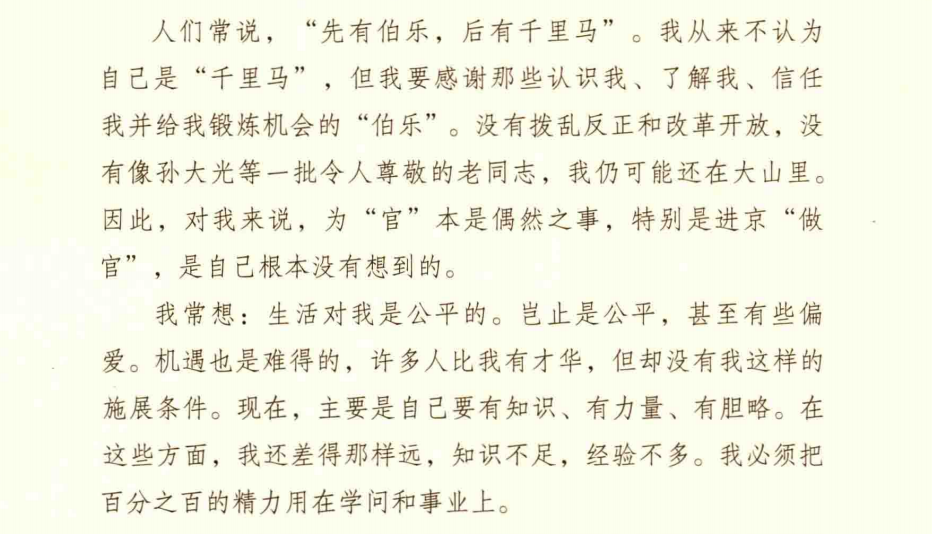 人们常说，“先有伯乐，后有千里马”。我从来不认为
自己是“千里马”，但我要感谢那些认识我、了解我、信任
我并给我锻炼机会的“伯乐”。没有拨乱反正和改革开放，没
有像孙大光等一批令人尊敬的老同志，我仍可能还在大山里。
因此，对我来说，为“官”本是偶然之事，特别是进京“做
官”，是自己根本没有想到的。
我常想：生活对我是公平的。岂止是公平，甚至有些偏
爱。机遇也是难得的，许多人比我有才华，但却没有我这样的
施展条件。现在，主要是自己要有知识、有力量、有胆略。在
这些方面，我还差得那样远，知识不足，经验不多。我必须把
百分之百的精力用在学问和事业上。